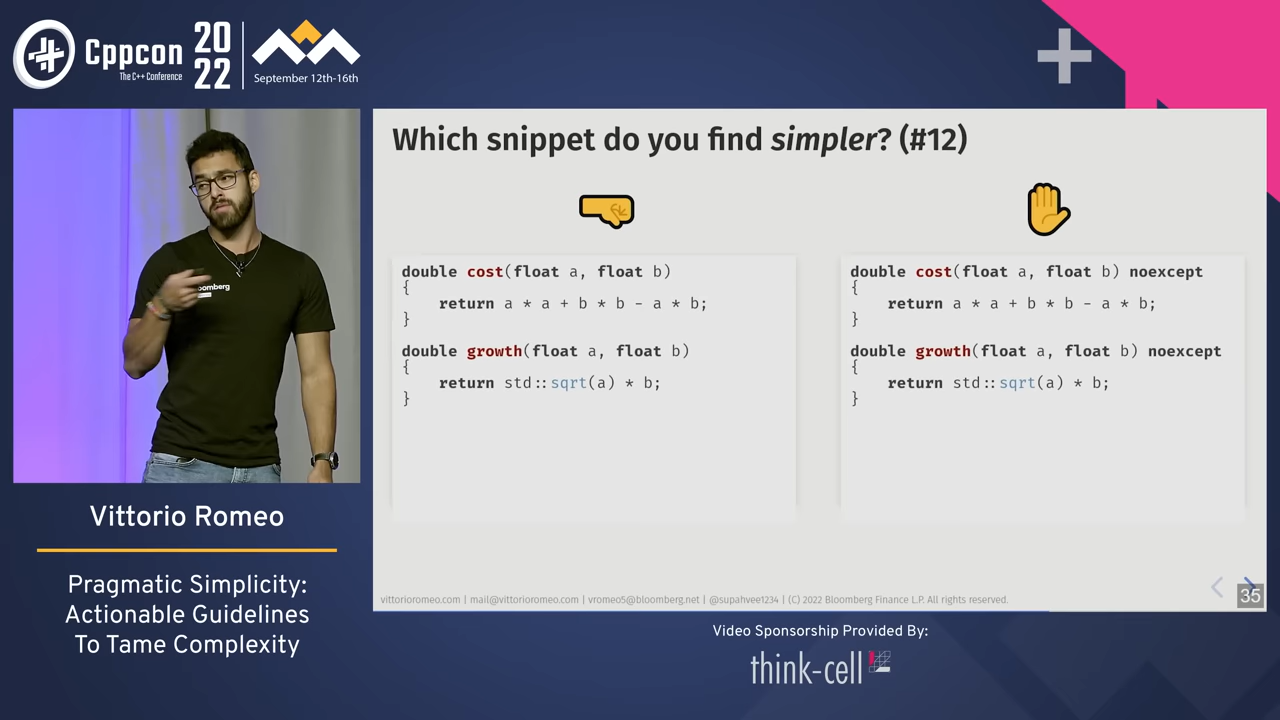 Cppcon
The C++ Conference
20
22
September 12th-16th
Which snippet do you find simpler? (#12)
double cost(float a, float b)
{
    return a * a + b * b - a * b;
}
double growth(float a, float b)
{
    return std::sqrt(a) * b;
}
double cost(float a, float b) noexcept
{
    return a * a + b * b - a * b;
}
double growth(float a, float b) noexcept
{
    return std::sqrt(a) * b;
}
vittorioromeo.com | mail@vittorioromeo.com | vromeo5@bloomberg.net | @supahvee1234 | (C) 2022 Bloomberg Finance L.P. All rights reserved.
35
omberg
Vittorio Romeo
Pragmatic Simplicity:
Actionable Guidelines
To Tame Complexity
Video Sponsorship Provided By:
think-cell